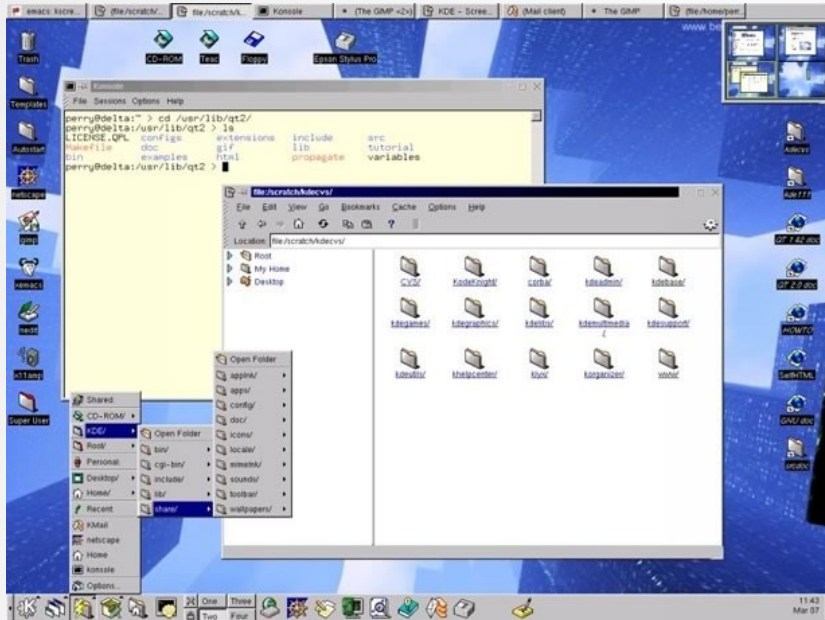 emacs: kscre...
(file:/scratch/...
(file:/scratch/k...
Konsole
(The GIMP <2>)
KDE - Scree...
(Mail client)
The GIMP
(file:/home/perr...
www.be
Trash
CD-ROM
Teac
Floppy
Epson Stylus Pro
Templates
Autostart
netscape
gimp
xemacs
nedit
x11amp
Super User
Konsole
File Sessions Options Help
perry@delta:~ > cd /usr/lib/qt2/
perry@delta:/usr/lib/qt2 > ls
LICENSE.QPL configs extensions include src
Makefile doc gif lib tutorial
bin examples html propagate variables
perry@delta:/usr/lib/qt2 >
file:/scratch/kdecvs/
File Edit View Go Bookmarks Cache Options Help
Location: file:/scratch/kdecvs/
Root
My Home
Desktop
CVS/ KodeKnight/ corba/ kdeadmin/ kdebase/
kdegames/ kdegraphics/ kdelibs/ kdemultimedia/ kdesupport/
kdeutils/ khelpcenter/ klyx/ korganizer/ www/
kdecvs
kde111
QT 1.42 doc
QT 2.0 doc
HOWTO
SelfHTML
GNU doc
srcdoc
Shared
CD-ROM/
KDE/
Root/
Personal
Desktop/
Home/
Recent
KMail
netscape
Home
konsole
Options...
Open Folder
bin/
cgi-bin/
include/
lib/
share/
Open Folder
applnk/
apps/
config/
doc/
icons/
locale/
mimelnk/
sounds/
toolbar/
wallpapers/
One Three
Two Four
11:43
Mar 07